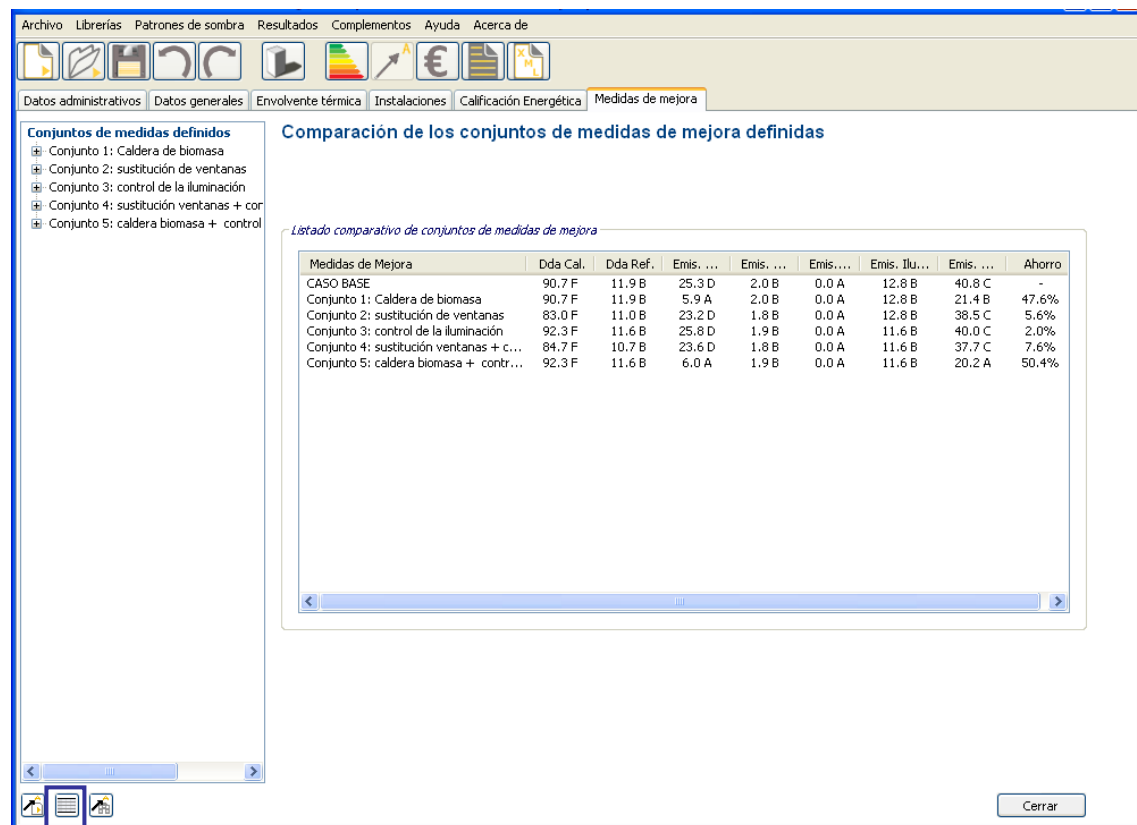 Archivo Librerías Patrones de sombra Resultados Complementos Ayuda Acerca de
A € X M L
Datos administrativos Datos generales Envolvente térmica Instalaciones Calificación Energética Medidas de mejora
Conjuntos de medidas definidos
Conjunto 1: Caldera de biomasa
Conjunto 2: sustitución de ventanas
Conjunto 3: control de la iluminación
Conjunto 4: sustitución ventanas + cor
Conjunto 5: caldera biomasa + control
Comparación de los conjuntos de medidas de mejora definidas
Listado comparativo de conjuntos de medidas de mejora
Medidas de Mejora Dda Cal. Dda Ref. Emis. ... Emis. ... Emis.... Emis. Ilu... Emis. ... Ahorro
CASO BASE 90.7 F 11.9 B 25.3 D 2.0 B 0.0 A 12.8 B 40.8 C -
Conjunto 1: Caldera de biomasa 90.7 F 11.9 B 5.9 A 2.0 B 0.0 A 12.8 B 21.4 B 47.6%
Conjunto 2: sustitución de ventanas 83.0 F 11.0 B 23.2 D 1.8 B 0.0 A 12.8 B 38.5 C 5.6%
Conjunto 3: control de la iluminación 92.3 F 11.6 B 25.8 D 1.9 B 0.0 A 11.6 B 40.0 C 2.0%
Conjunto 4: sustitución ventanas + c... 84.7 F 10.7 B 23.6 D 1.8 B 0.0 A 11.6 B 37.7 C 7.6%
Conjunto 5: caldera biomasa + contr... 92.3 F 11.6 B 6.0 A 1.9 B 0.0 A 11.6 B 20.2 A 50.4%
Cerrar